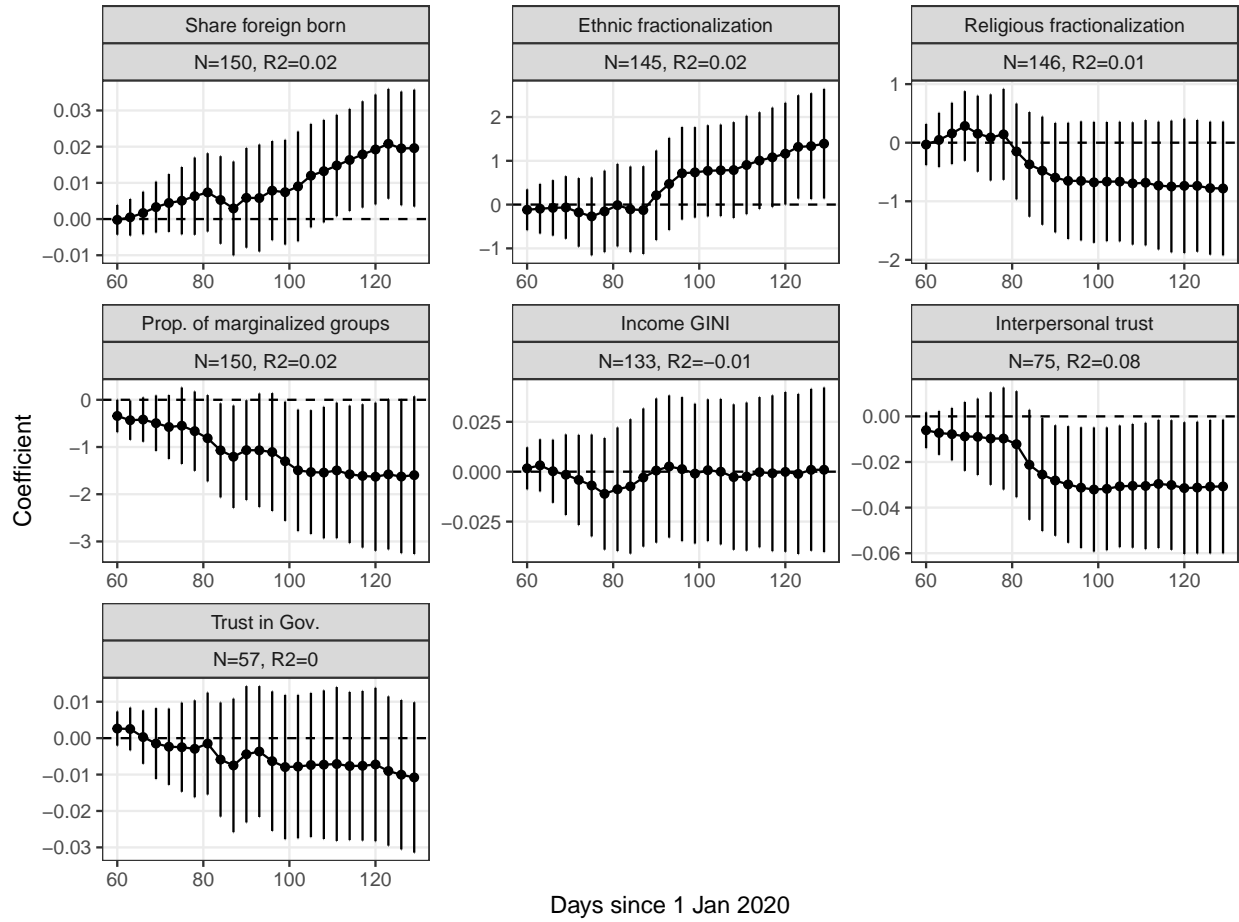 Share foreign born
N=150, R2=0.02
0.03
0.02
0.01
0.00
−0.01
60 80 100 120
Ethnic fractionalization
N=145, R2=0.02
2
1
0
−1
60 80 100 120
Religious fractionalization
N=146, R2=0.01
1
0
−1
−2
60 80 100 120
Prop. of marginalized groups
N=150, R2=0.02
0
−1
−2
−3
60 80 100 120
Income GINI
N=133, R2=−0.01
0.025
0.000
−0.025
60 80 100 120
Interpersonal trust
N=75, R2=0.08
0.00
−0.02
−0.04
−0.06
60 80 100 120
Trust in Gov.
N=57, R2=0
0.01
0.00
−0.01
−0.02
−0.03
60 80 100 120
Coefficient
Days since 1 Jan 2020